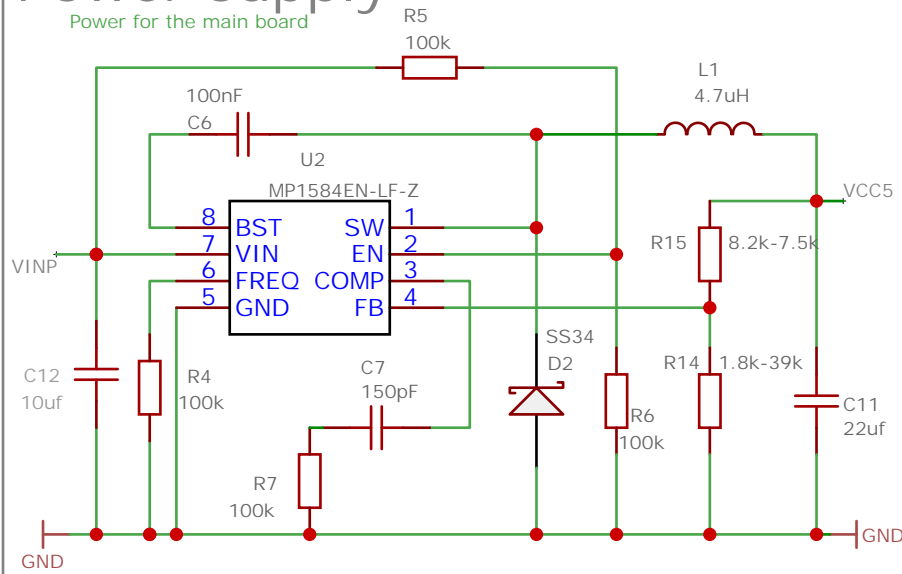 Power Supply
Power for the main board
R5
100k
L1
4.7uH
100nF
C6
U2
MP1584EN-LF-Z
VCC5
8 BST SW 1
7 VIN EN 2
6 FREQ COMP 3
5 GND FB 4
VINP
R15 8.2k-7.5k
SS34
D2
R14 1.8k-39k
C12
10uf
R4
100k
C7
150pF
R6
100k
C11
22uf
R7
100k
GND
GND